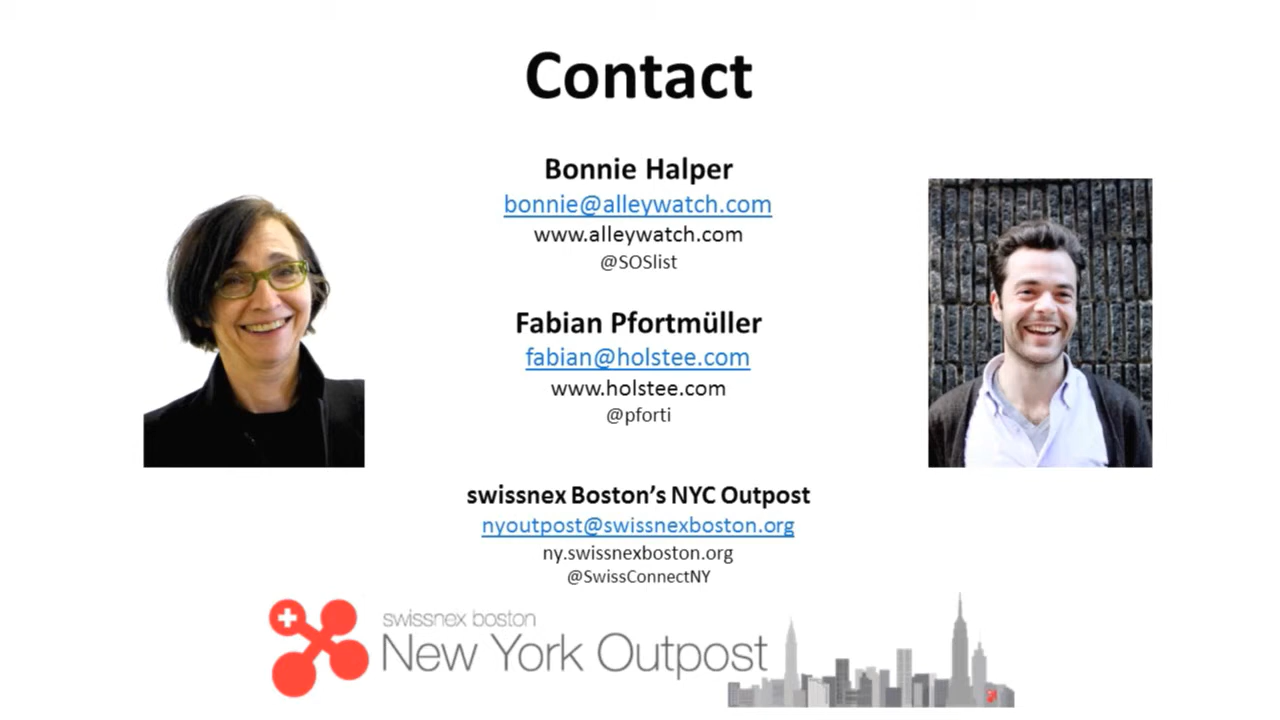 Contact
Bonnie Halper
bonnie@alleywatch.com
www.alleywatch.com
@SOSlist
Fabian Pfortmüller
fabian@holstee.com
www.holstee.com
@pforti
swissnex Boston’s NYC Outpost
nyoutpost@swissnexboston.org
ny.swissnexboston.org
@SwissConnectNY
swissnex boston
New York Outpost